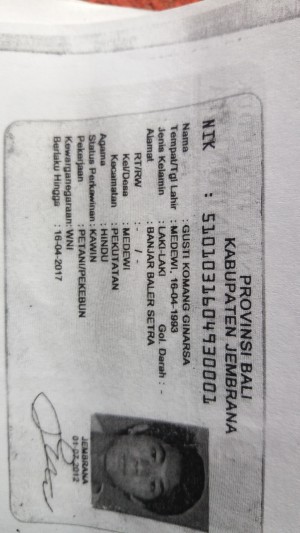 PROVINSI BALI
KABUPATEN JEMBRANA
NIK : 5101031604930001
Nama : GUSTI KOMANG GINARSA
Tempat/Tgl Lahir : MEDEWI, 16-04-1993
Jenis Kelamin : LAKI-LAKI Gol. Darah : -
Alamat : BANJAR BALER SETRA
RT/RW : - / -
Kel/Desa : MEDEWI
Kecamatan : PEKUTATAN
Agama : HINDU
Status Perkawinan : KAWIN
Pekerjaan : PETANI/PEKEBUN
Kewarganegaraan: WNI
Berlaku Hingga : 16-04-2017
JEMBRANA
01-07-2012